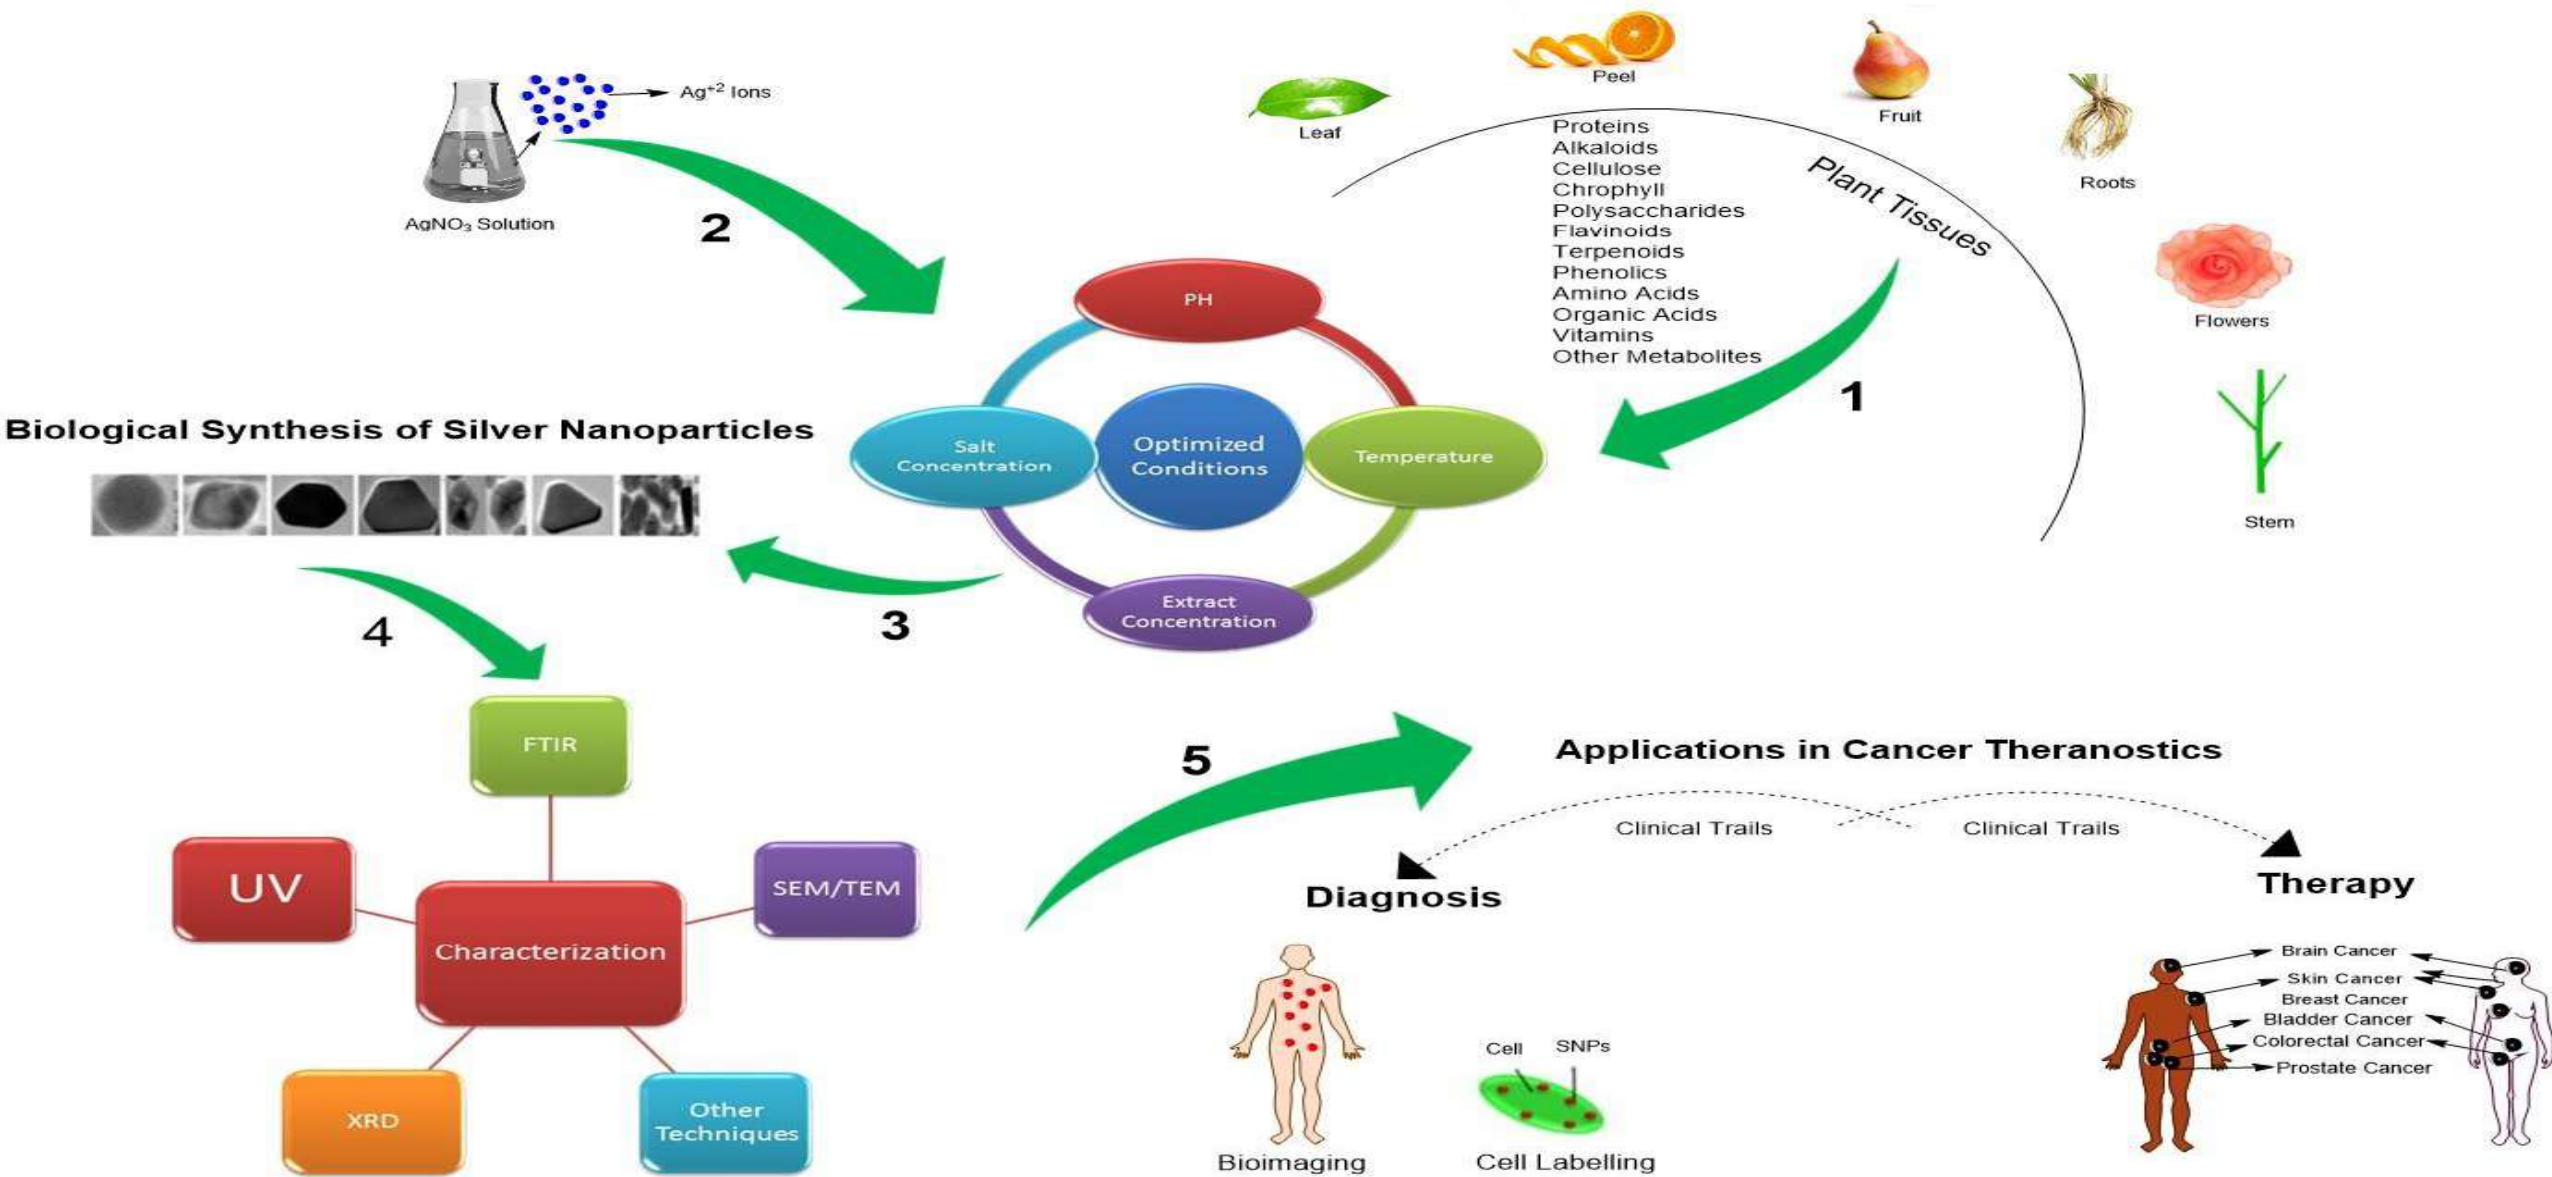 Ag+2 Ions
AgNO3 Solution
2
Leaf
Peel
Fruit
Roots
Flowers
Stem
Plant Tissues
Proteins
Alkaloids
Cellulose
Chrophyll
Polysaccharides
Flavinoids
Terpenoids
Phenolics
Amino Acids
Organic Acids
Vitamins
Other Metabolites
1
PH
Salt
Concentration
Optimized
Conditions
Temperature
Extract
Concentration
3
Biological Synthesis of Silver Nanoparticles
4
FTIR
UV
SEM/TEM
Characterization
XRD
Other
Techniques
5
Applications in Cancer Theranostics
Clinical Trails
Clinical Trails
Diagnosis
Therapy
Bioimaging
Cell
SNPs
Cell Labelling
Brain Cancer
Skin Cancer
Breast Cancer
Bladder Cancer
Colorectal Cancer
Prostate Cancer